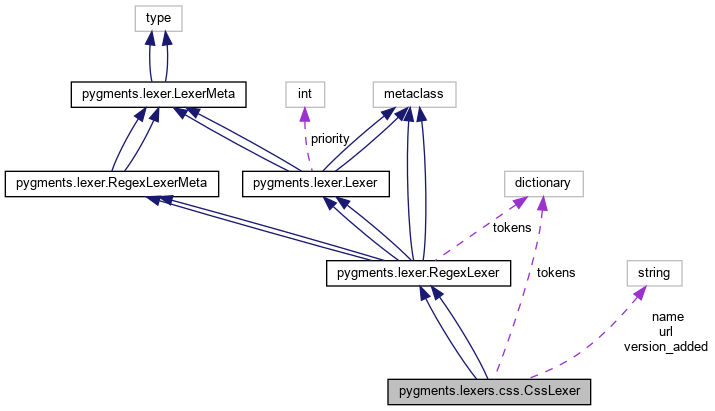 type
pygments.lexer.LexerMeta
int
metaclass
priority
pygments.lexer.RegexLexerMeta
pygments.lexer.Lexer
dictionary
tokens
pygments.lexer.RegexLexer
tokens
string
name
url
version_added
pygments.lexers.css.CssLexer